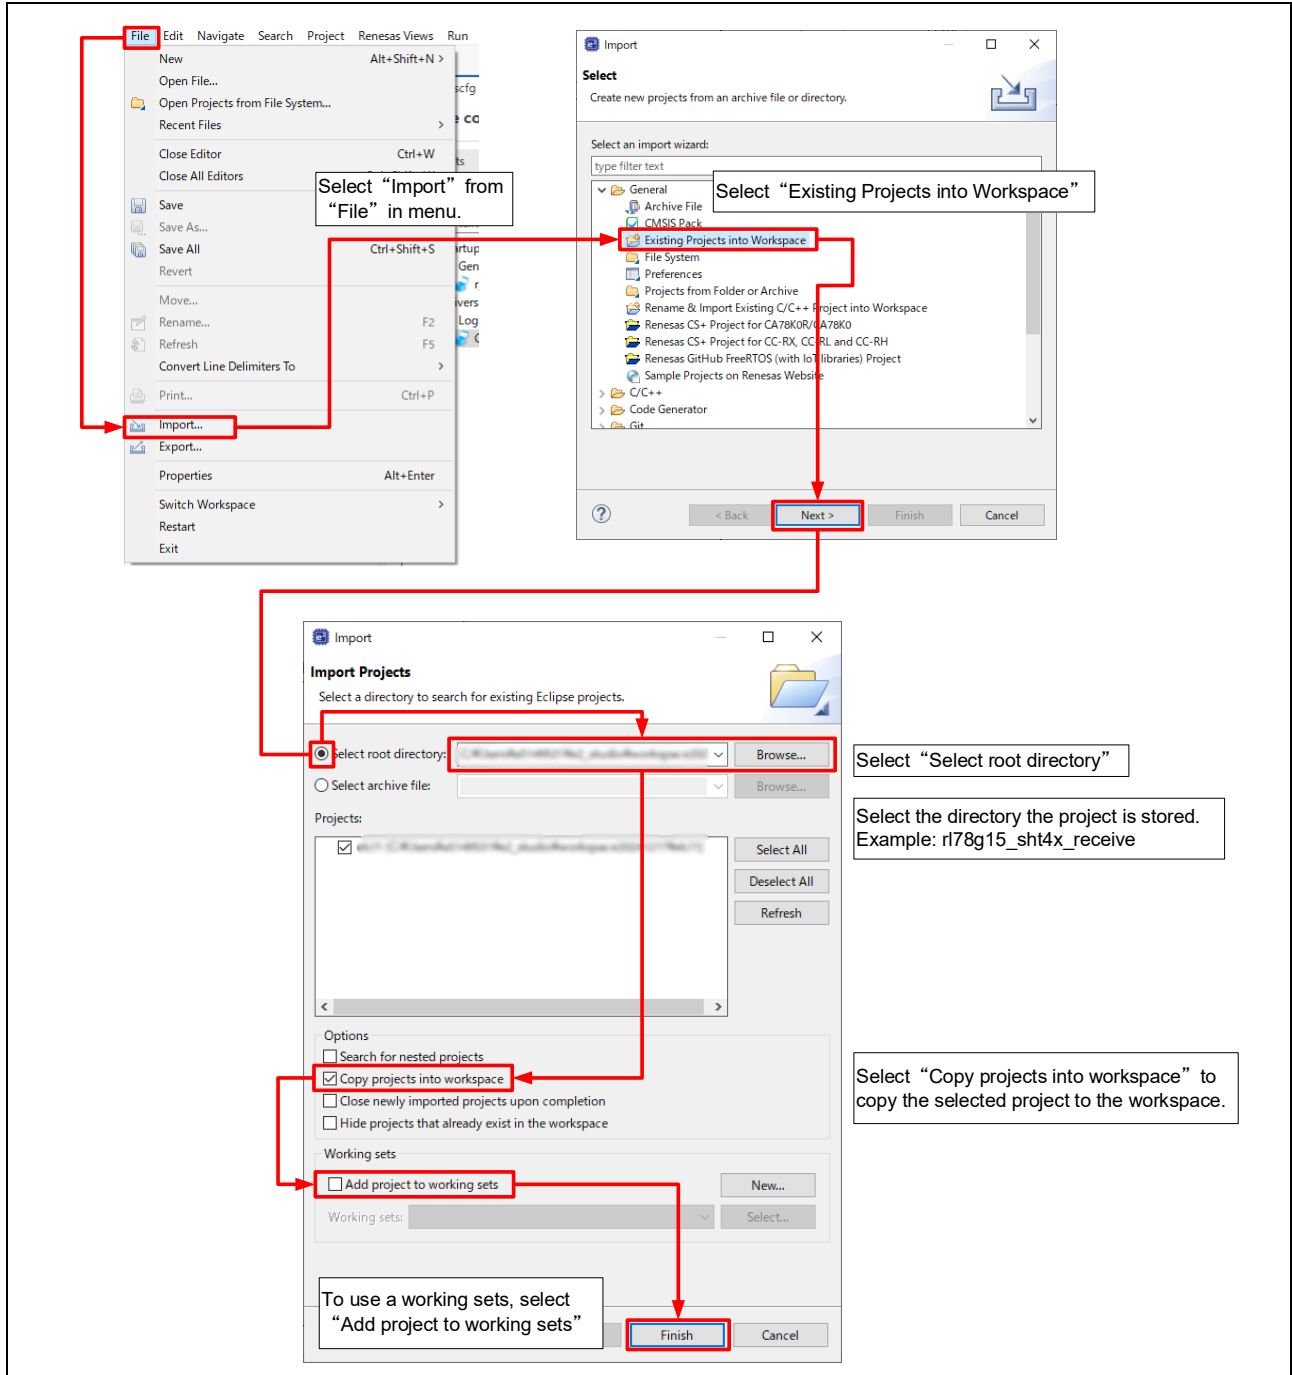 File Edit Navigate Search Project Renesas Views Run
New Alt+Shift+N >
Open File...
Open Projects from File System...
Recent Files >
Close Editor Ctrl+W
Close All Editors
Save
Save As...
Save All Ctrl+Shift+S
Revert
Move...
Rename... F2
Refresh F5
Convert Line Delimiters To >
Print... Ctrl+P
Import...
Export...
Properties Alt+Enter
Switch Workspace >
Restart
Exit
scfg
Select “Import” from
“File” in menu.
Import
Select
Create new projects from an archive file or directory.
Select an import wizard:
type filter text
General
Archive File
CMSIS Pack
Existing Projects into Workspace
File System
Preferences
Projects from Folder or Archive
Rename & Import Existing C/C++ Project into Workspace
Renesas CS+ Project for CA78K0R/CA78K0
Renesas CS+ Project for CC-RX, CC-RL and CC-RH
Renesas GitHub FreeRTOS (with IoT libraries) Project
Sample Projects on Renesas Website
C/C++
Code Generator
Git
< Back Next > Finish Cancel
Select “Existing Projects into Workspace”
Import
Import Projects
Select a directory to search for existing Eclipse projects.
Select root directory: Browse...
Select archive file: Browse...
Projects:
Select All
Deselect All
Refresh
Options
Search for nested projects
Copy projects into workspace
Close newly imported projects upon completion
Hide projects that already exist in the workspace
Working sets
Add project to working sets New...
Working sets: Select...
Finish Cancel
Select “Select root directory”
Select the directory the project is stored.
Example: rl78g15_sht4x_receive
Select “Copy projects into workspace” to
copy the selected project to the workspace.
To use a working sets, select
“Add project to working sets”